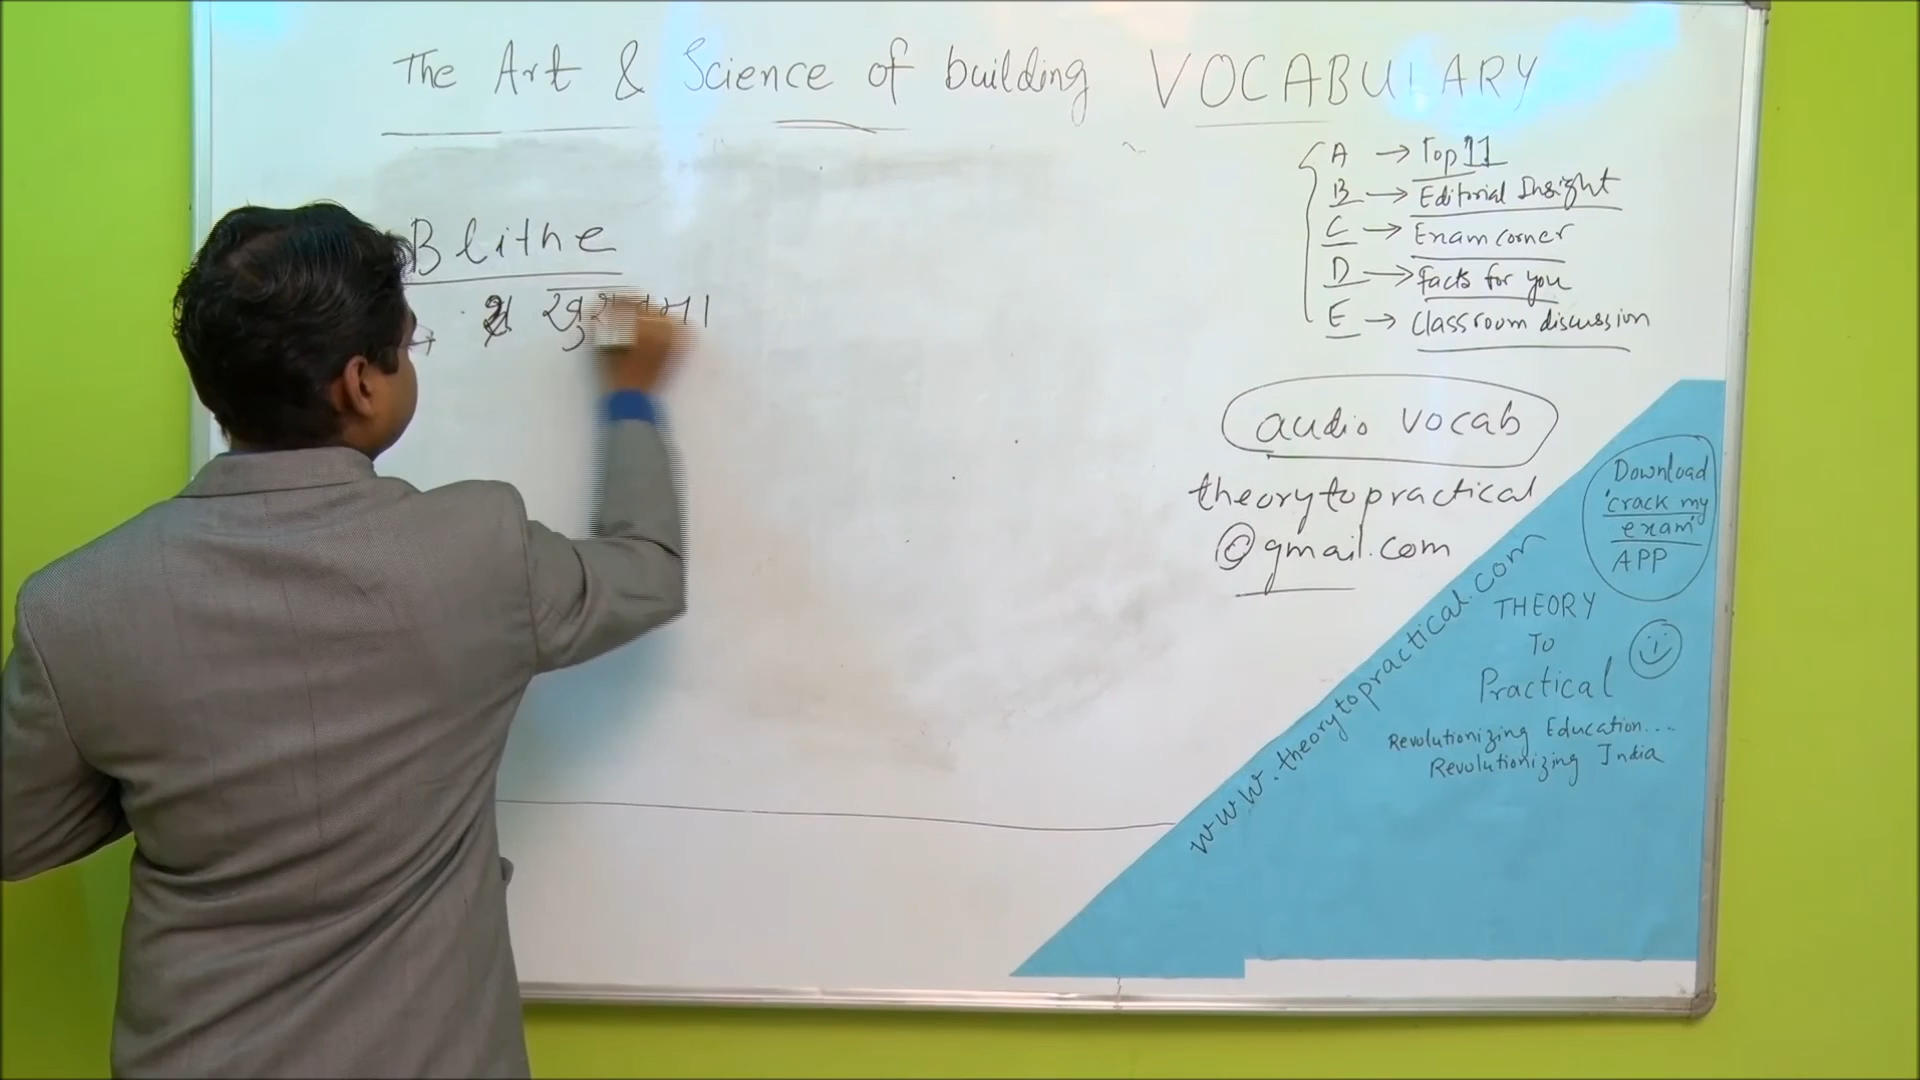 The Art & Science of building VOCABULARY
A → Top 11
B → Editorial Insight
C → Exam corner
D → Facts for you
E → Classroom discussion
Blithe
audio vocab
theorytopractical
@gmail.com
Download
'crack my
exam'
APP
www.theorytopractical.com
THEORY
To
Practical
Revolutionizing Education....
Revolutionizing India